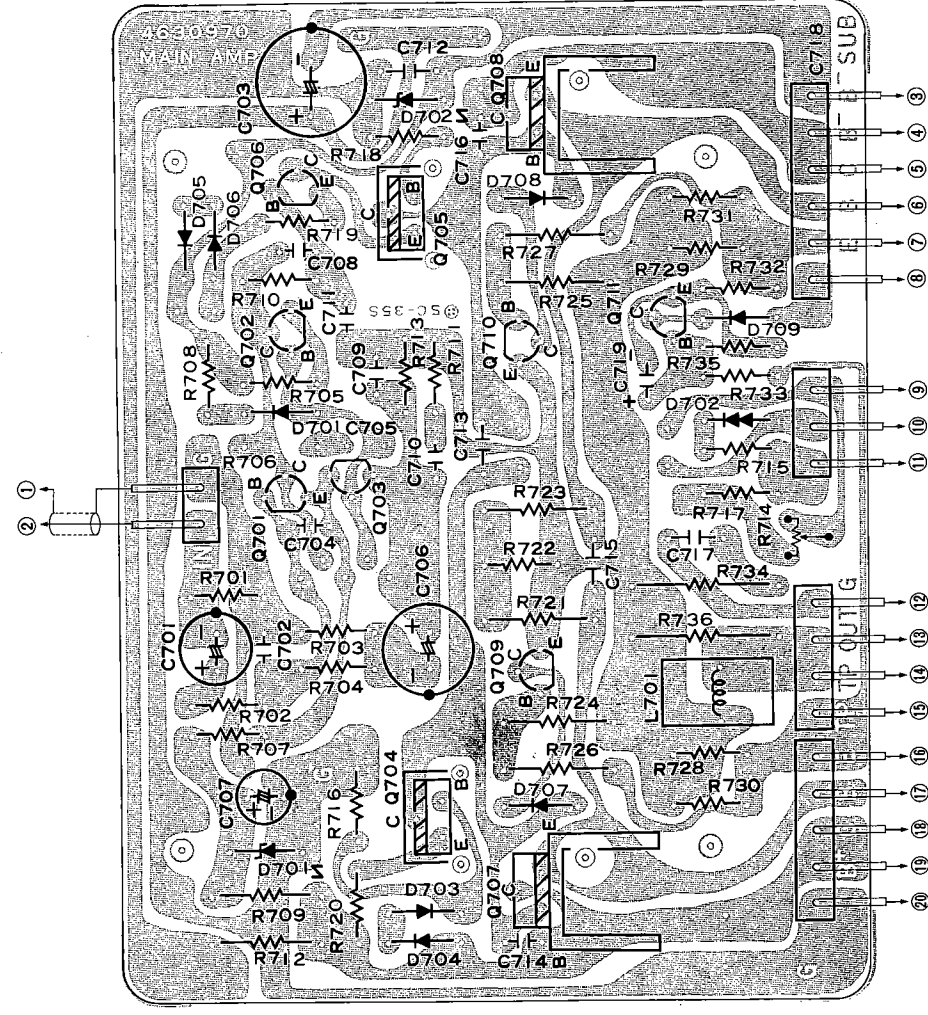 4630970
MAIN AMP
C703
C712
Q708
E
B
C718
SUB
③
D702
R718
C716
Q706
C
B
E
D705
D706
D708
④
⑤
R719
C708
C
E
B
Q705
R731
R727
⑥
R710
C711
5C-35S
R725
R729
R732
⑦
⑧
Q702
E
C
B
R713
R711
Q710
B
C
E
Q711
E
C
B
D709
R708
C709
C719
R735
R705
R733
⑨
D701
C705
C710
C713
D702
⑩
R715
⑪
G
IN
R706
①
②
B
C
E
Q701
C704
Q703
R723
R717
R714
R722
C715
C717
R701
C706
R734
OUT
G
⑫
C701
C702
R703
R704
R721
R736
⑬
Q709
C
E
B
L701
⑭
R702
R707
R724
⑮
R726
R728
⑯
C707
G
R716
C
Q704
B
E
D707
R730
⑰
D701
R709
R712
R720
D703
D704
Q707
C
E
B
C714
⑱
⑲
⑳
G